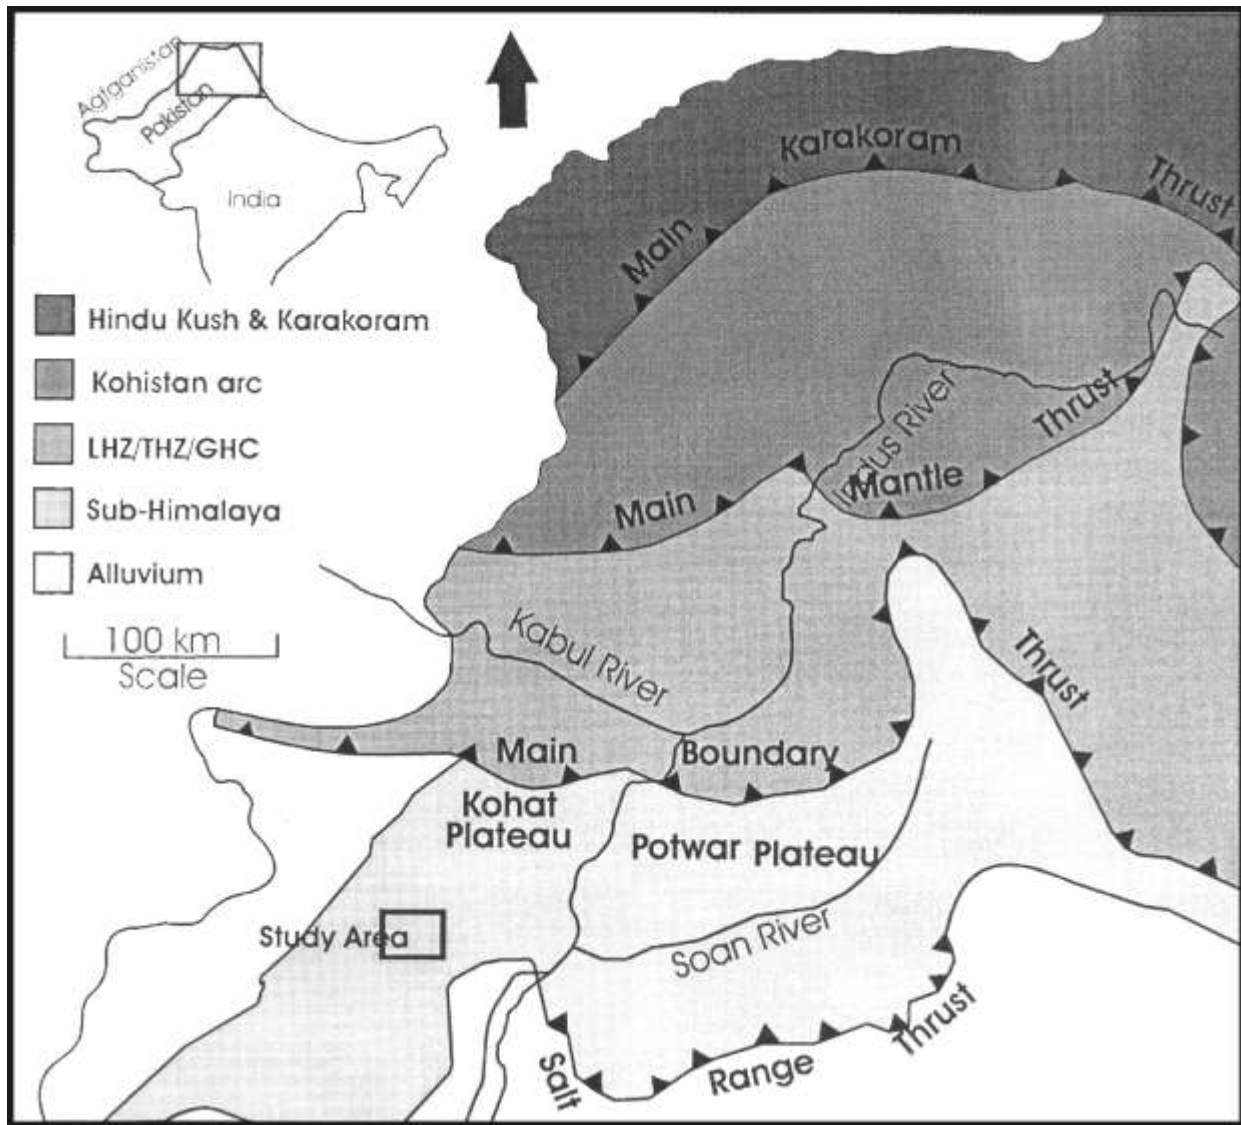 Afganistan
Pakistan
India
Hindu Kush & Karakoram
Kohistan arc
LHZ/THZ/GHC
Sub-Himalaya
Alluvium
100 km
Scale
Main Karakoram Thrust
Indus River
Main Mantle Thrust
Kabul River
Main Boundary Thrust
Kohat
Plateau
Potwar Plateau
Study Area
Soan River
Salt Range Thrust